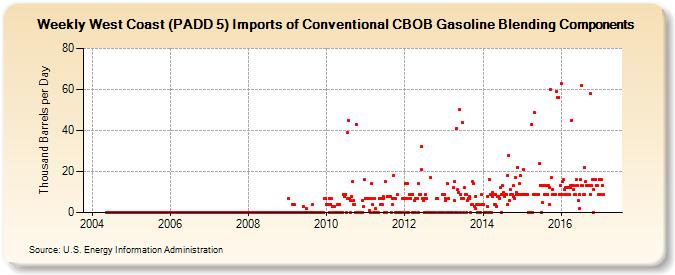 Weekly West Coast (PADD 5) Imports of Conventional CBOB Gasoline Blending Components
Thousand Barrels per Day
80
60
40
20
0
2004 2006 2008 2010 2012 2014 2016
Source: U.S. Energy Information Administration